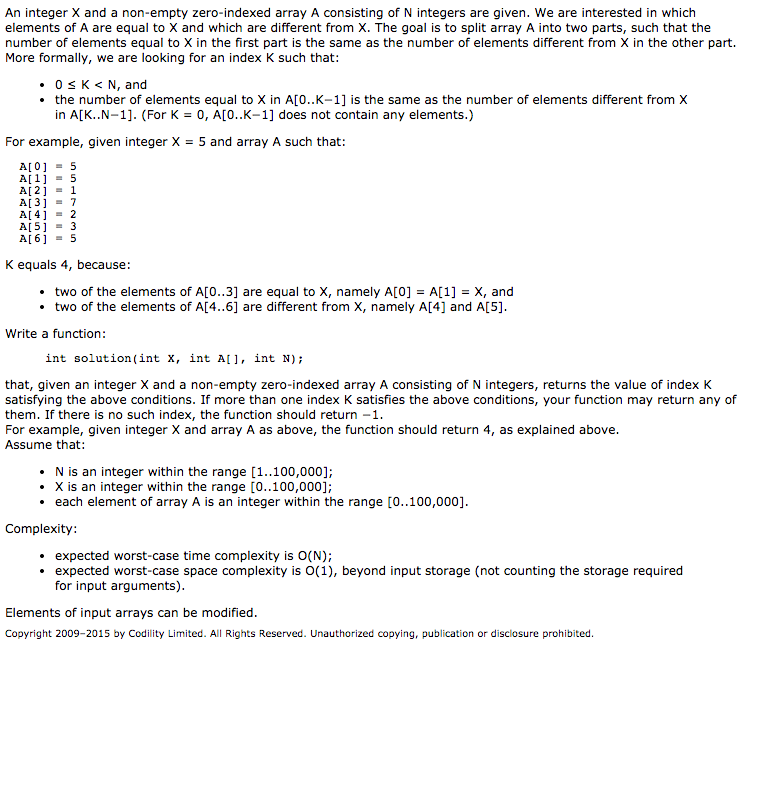 An integer X and a non-empty zero-indexed array A consisting of N integers are given. We are interested in which
elements of A are equal to X and which are different from X. The goal is to split array A into two parts, such that the
number of elements equal to X in the first part is the same as the number of elements different from X in the other part.
More formally, we are looking for an index K such that:
• 0 ≤ K < N, and
• the number of elements equal to X in A[0..K−1] is the same as the number of elements different from X
in A[K..N−1]. (For K = 0, A[0..K−1] does not contain any elements.)
For example, given integer X = 5 and array A such that:
A[0] = 5
A[1] = 5
A[2] = 1
A[3] = 7
A[4] = 2
A[5] = 3
A[6] = 5
K equals 4, because:
• two of the elements of A[0..3] are equal to X, namely A[0] = A[1] = X, and
• two of the elements of A[4..6] are different from X, namely A[4] and A[5].
Write a function:
int solution(int X, int A[], int N);
that, given an integer X and a non-empty zero-indexed array A consisting of N integers, returns the value of index K
satisfying the above conditions. If more than one index K satisfies the above conditions, your function may return any of
them. If there is no such index, the function should return −1.
For example, given integer X and array A as above, the function should return 4, as explained above.
Assume that:
• N is an integer within the range [1..100,000];
• X is an integer within the range [0..100,000];
• each element of array A is an integer within the range [0..100,000].
Complexity:
• expected worst-case time complexity is O(N);
• expected worst-case space complexity is O(1), beyond input storage (not counting the storage required
for input arguments).
Elements of input arrays can be modified.
Copyright 2009–2015 by Codility Limited. All Rights Reserved. Unauthorized copying, publication or disclosure prohibited.